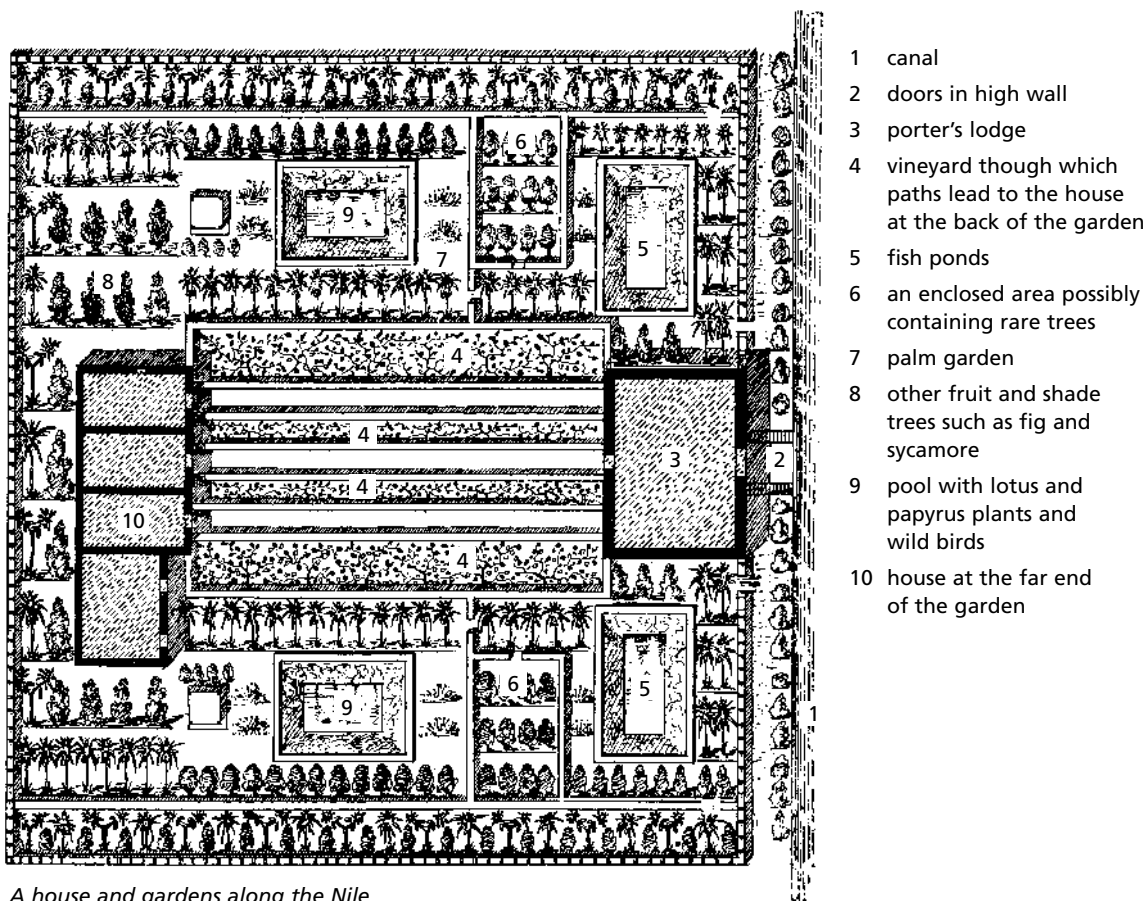 6
9
5
7
8
4
4
3
2
4
10
4
6
5
9
1
1 canal
2 doors in high wall
3 porter's lodge
4 vineyard though which
paths lead to the house
at the back of the garden
5 fish ponds
6 an enclosed area possibly
containing rare trees
7 palm garden
8 other fruit and shade
trees such as fig and
sycamore
9 pool with lotus and
papyrus plants and
wild birds
10 house at the far end
of the garden
A house and gardens along the Nile